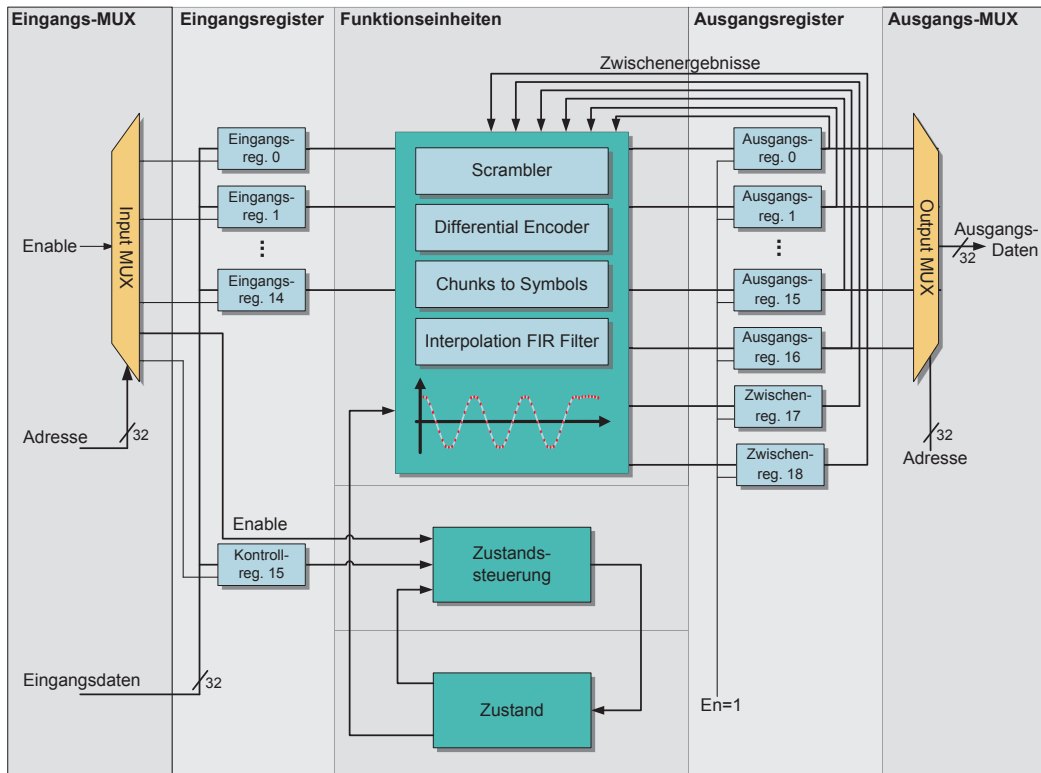 Eingangs-MUX
Eingangsregister
Funktionseinheiten
Ausgangsregister
Ausgangs-MUX
Zwischenergebnisse
Input MUX
Enable
Adresse
32
Eingangs-
reg. 0
Eingangs-
reg. 1
...
Eingangs-
reg. 14
Scrambler
Differential Encoder
Chunks to Symbols
Interpolation FIR Filter
Ausgangs-
reg. 0
Ausgangs-
reg. 1
...
Ausgangs-
reg. 15
Ausgangs-
reg. 16
Zwischen-
reg. 17
Zwischen-
reg. 18
Output MUX
Ausgangs-
Daten
32
32
Adresse
Enable
Kontroll-
reg. 15
Zustands-
steuerung
Eingangsdaten
32
Zustand
En=1